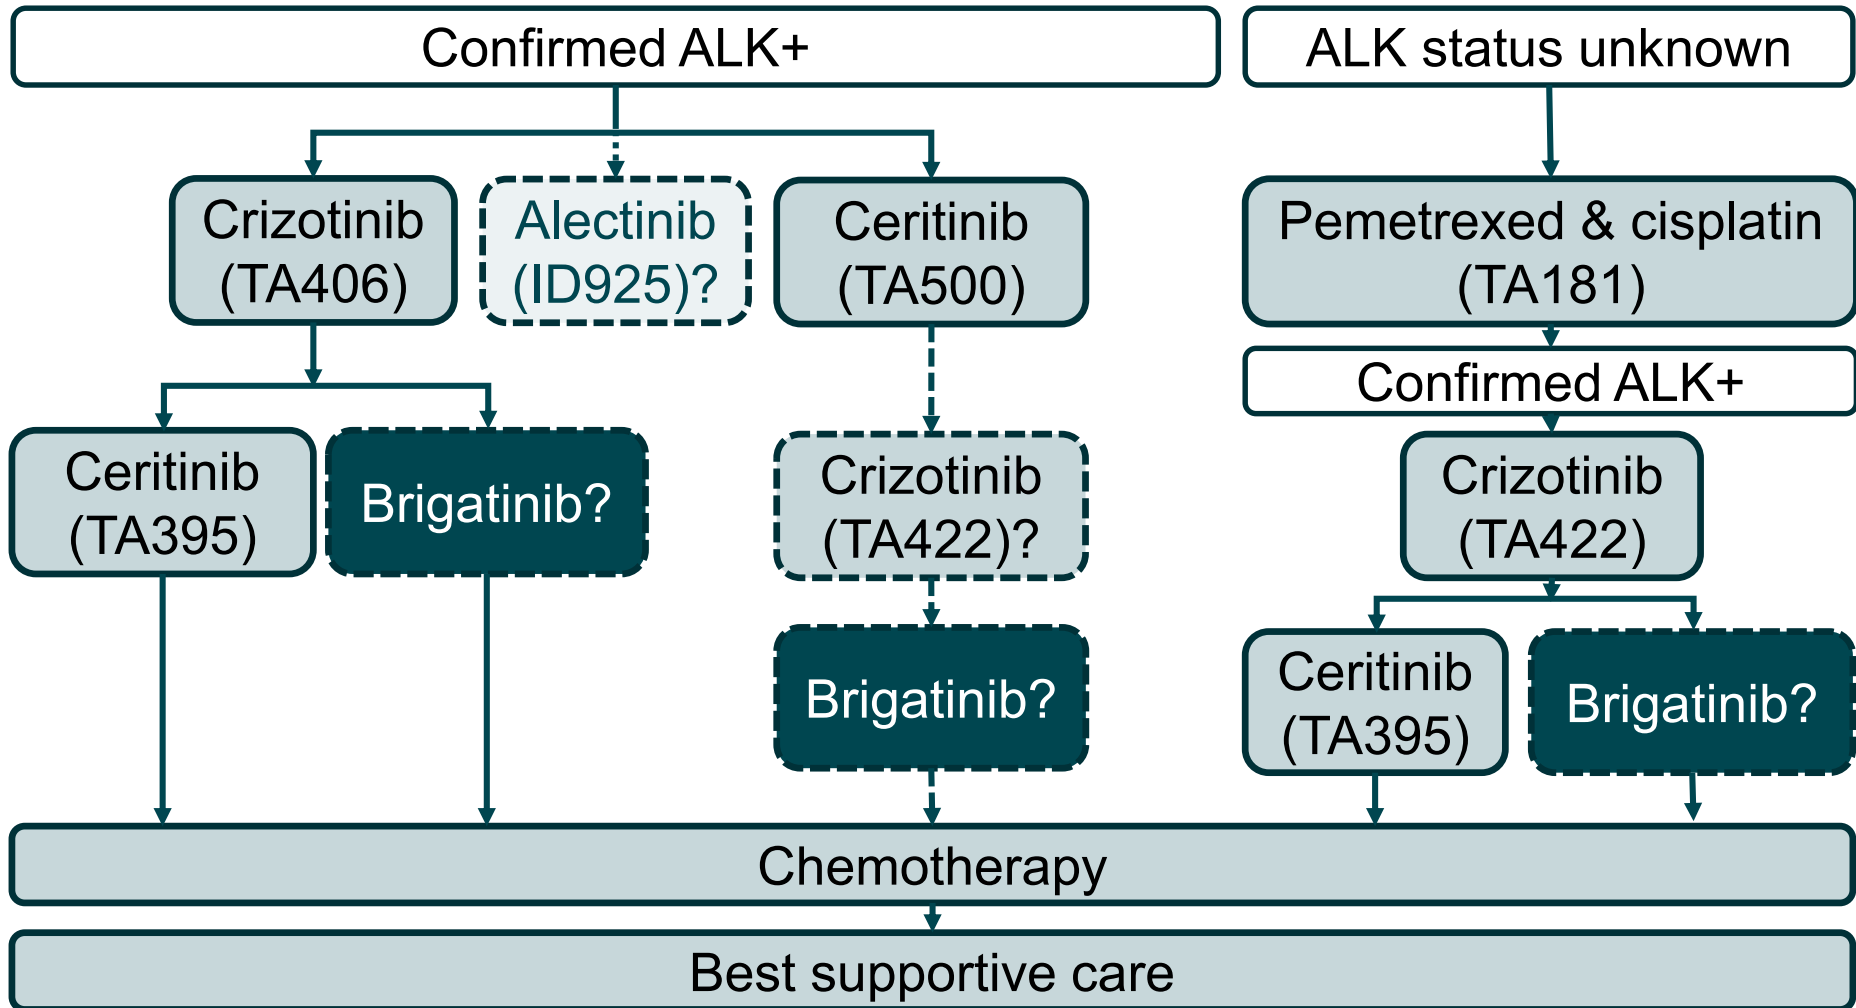 Confirmed ALK+
ALK status unknown
Crizotinib
(TA406)
Alectinib
(ID925)?
Ceritinib
(TA500)
Pemetrexed & cisplatin
(TA181)
Confirmed ALK+
Ceritinib
(TA395)
Brigatinib?
Crizotinib
(TA422)?
Crizotinib
(TA422)
Brigatinib?
Ceritinib
(TA395)
Brigatinib?
Chemotherapy
Best supportive care